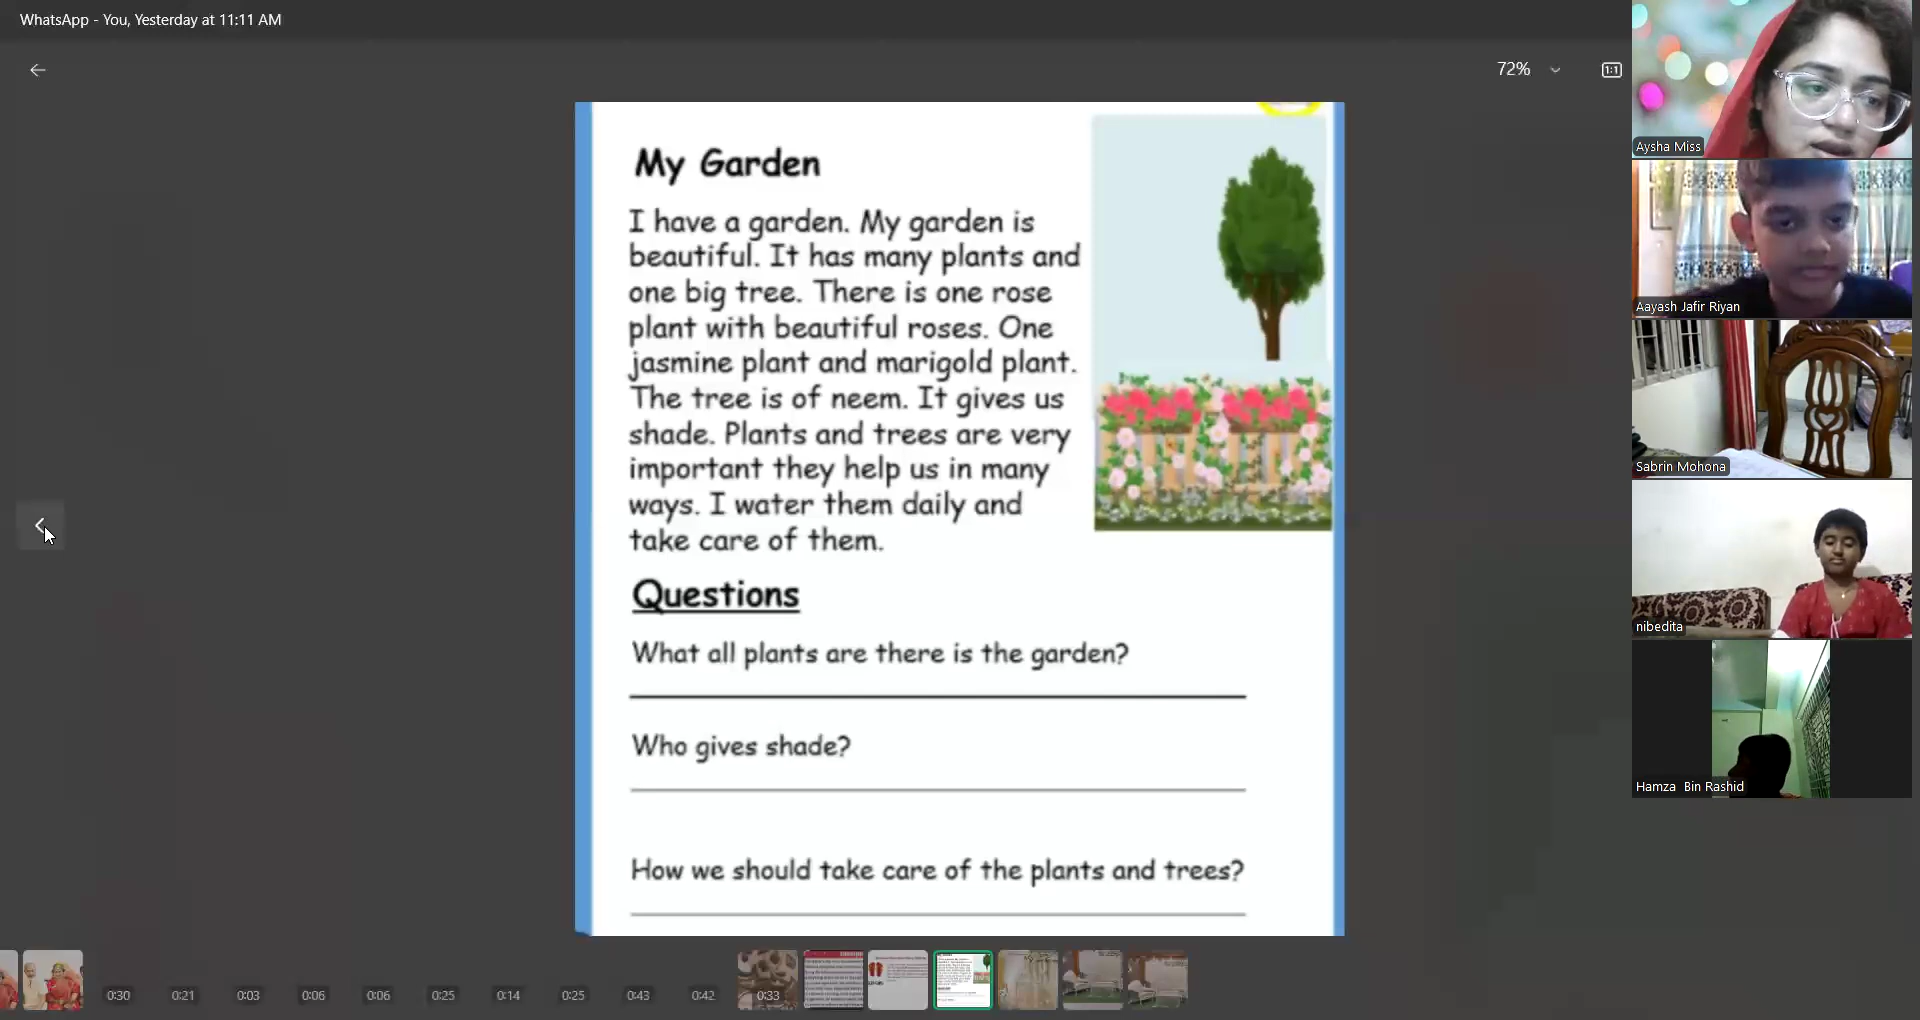 WhatsApp - You, Yesterday at 11:11 AM
72%
1:1
My Garden
I have a garden. My garden is
beautiful. It has many plants and
one big tree. There is one rose
plant with beautiful roses. One
jasmine plant and marigold plant.
The tree is of neem. It gives us
shade. Plants and trees are very
important they help us in many
ways. I water them daily and
take care of them.
Questions
What all plants are there is the garden?
Who gives shade?
How we should take care of the plants and trees?
Aysha Miss
Aayash Jafir Riyan
Sabrin Mohona
nibedita
Hamza Bin Rashid
0:30
0:21
0:03
0:06
0:06
0:25
0:14
0:25
0:43
0:42
0:33